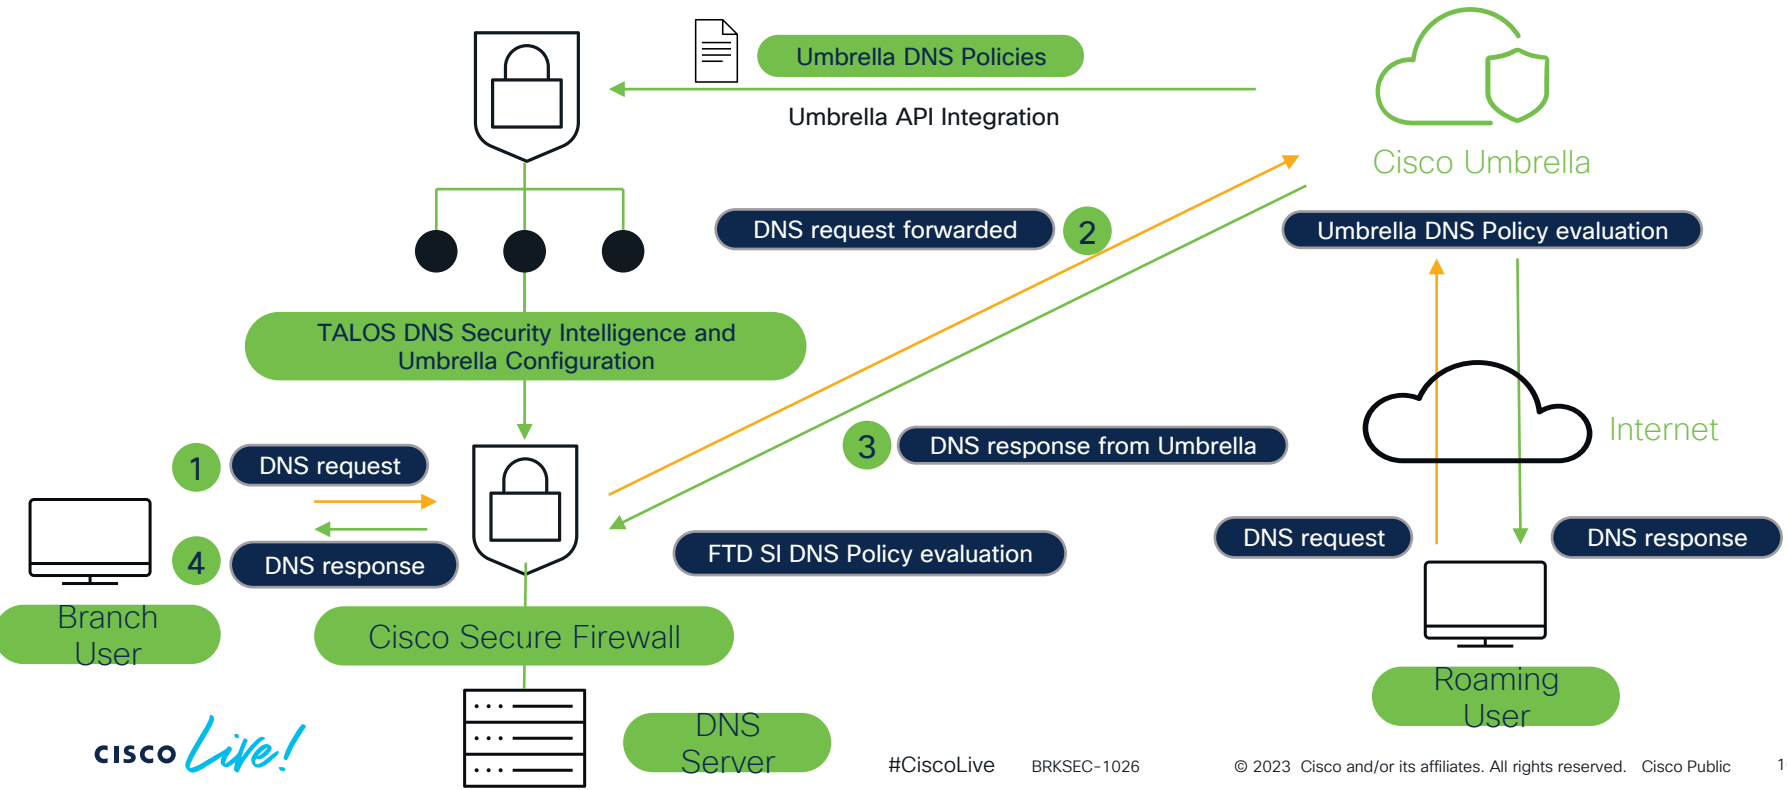 Umbrella DNS Policies
Umbrella API Integration
Cisco Umbrella
DNS request forwarded
2
Umbrella DNS Policy evaluation
TALOS DNS Security Intelligence and
Umbrella Configuration
3
DNS response from Umbrella
Internet
1
DNS request
4
DNS response
FTD SI DNS Policy evaluation
DNS request
DNS response
Branch
User
Cisco Secure Firewall
Roaming
User
DNS
Server
CISCO Live!
#CiscoLive
BRKSEC-1026
© 2023 Cisco and/or its affiliates. All rights reserved. Cisco Public
1